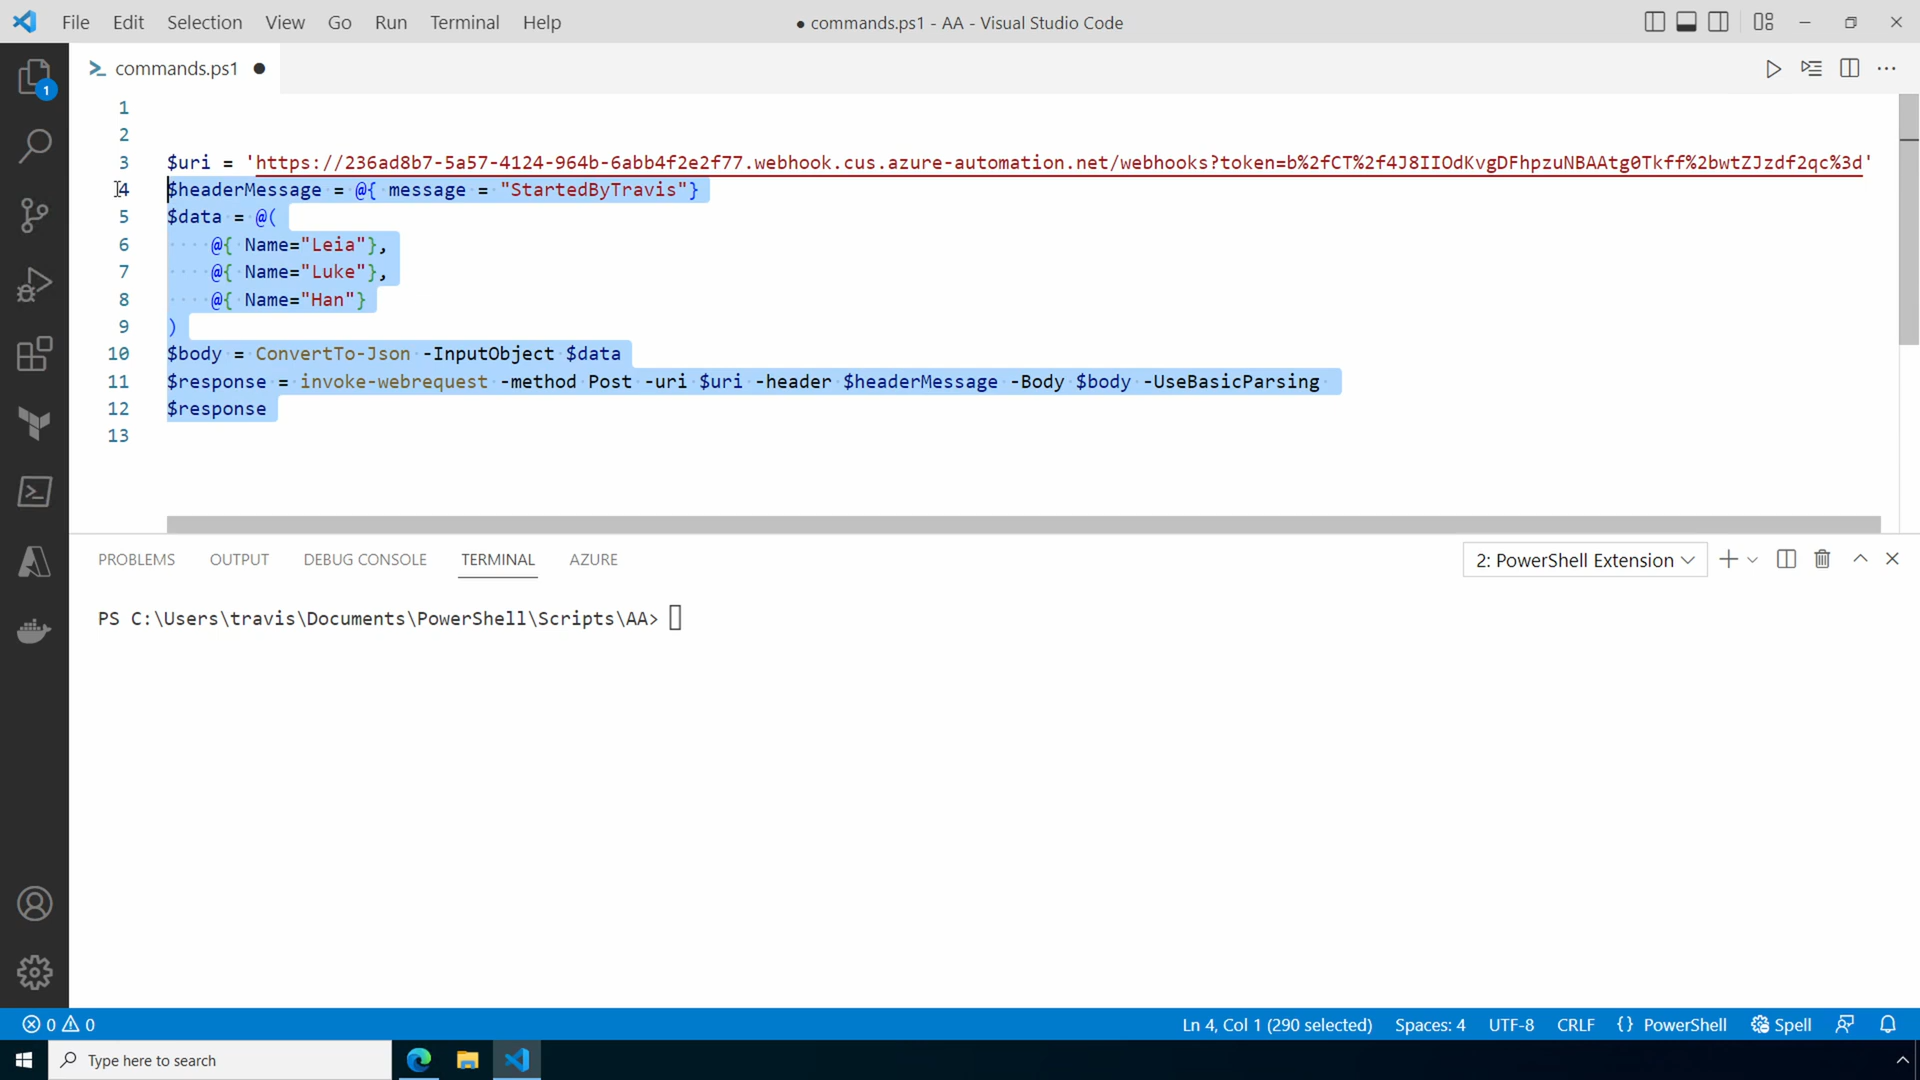 File Edit Selection View Go Run Terminal Help
● commands.ps1 - AA - Visual Studio Code
commands.ps1 ●
1
1
2
3 $uri = 'https://236ad8b7-5a57-4124-964b-6abb4f2e2f77.webhook.cus.azure-automation.net/webhooks?token=b%2fCT%2f4J8IIOdKvgDFhpzuNBAAtg0Tkff%2bwtZJzdf2qc%3d'
4 $headerMessage = @{ message = "StartedByTravis"}
5 $data = @(
6 @{ Name="Leia"},
7 @{ Name="Luke"},
8 @{ Name="Han"}
9 )
10 $body = ConvertTo-Json -InputObject $data
11 $response = invoke-webrequest -method Post -uri $uri -header $headerMessage -Body $body -UseBasicParsing
12 $response
13
PROBLEMS OUTPUT DEBUG CONSOLE TERMINAL AZURE
2: PowerShell Extension
PS C:\Users\travis\Documents\PowerShell\Scripts\AA>
0 0
Ln 4, Col 1 (290 selected) Spaces: 4 UTF-8 CRLF {} PowerShell Spell
Type here to search